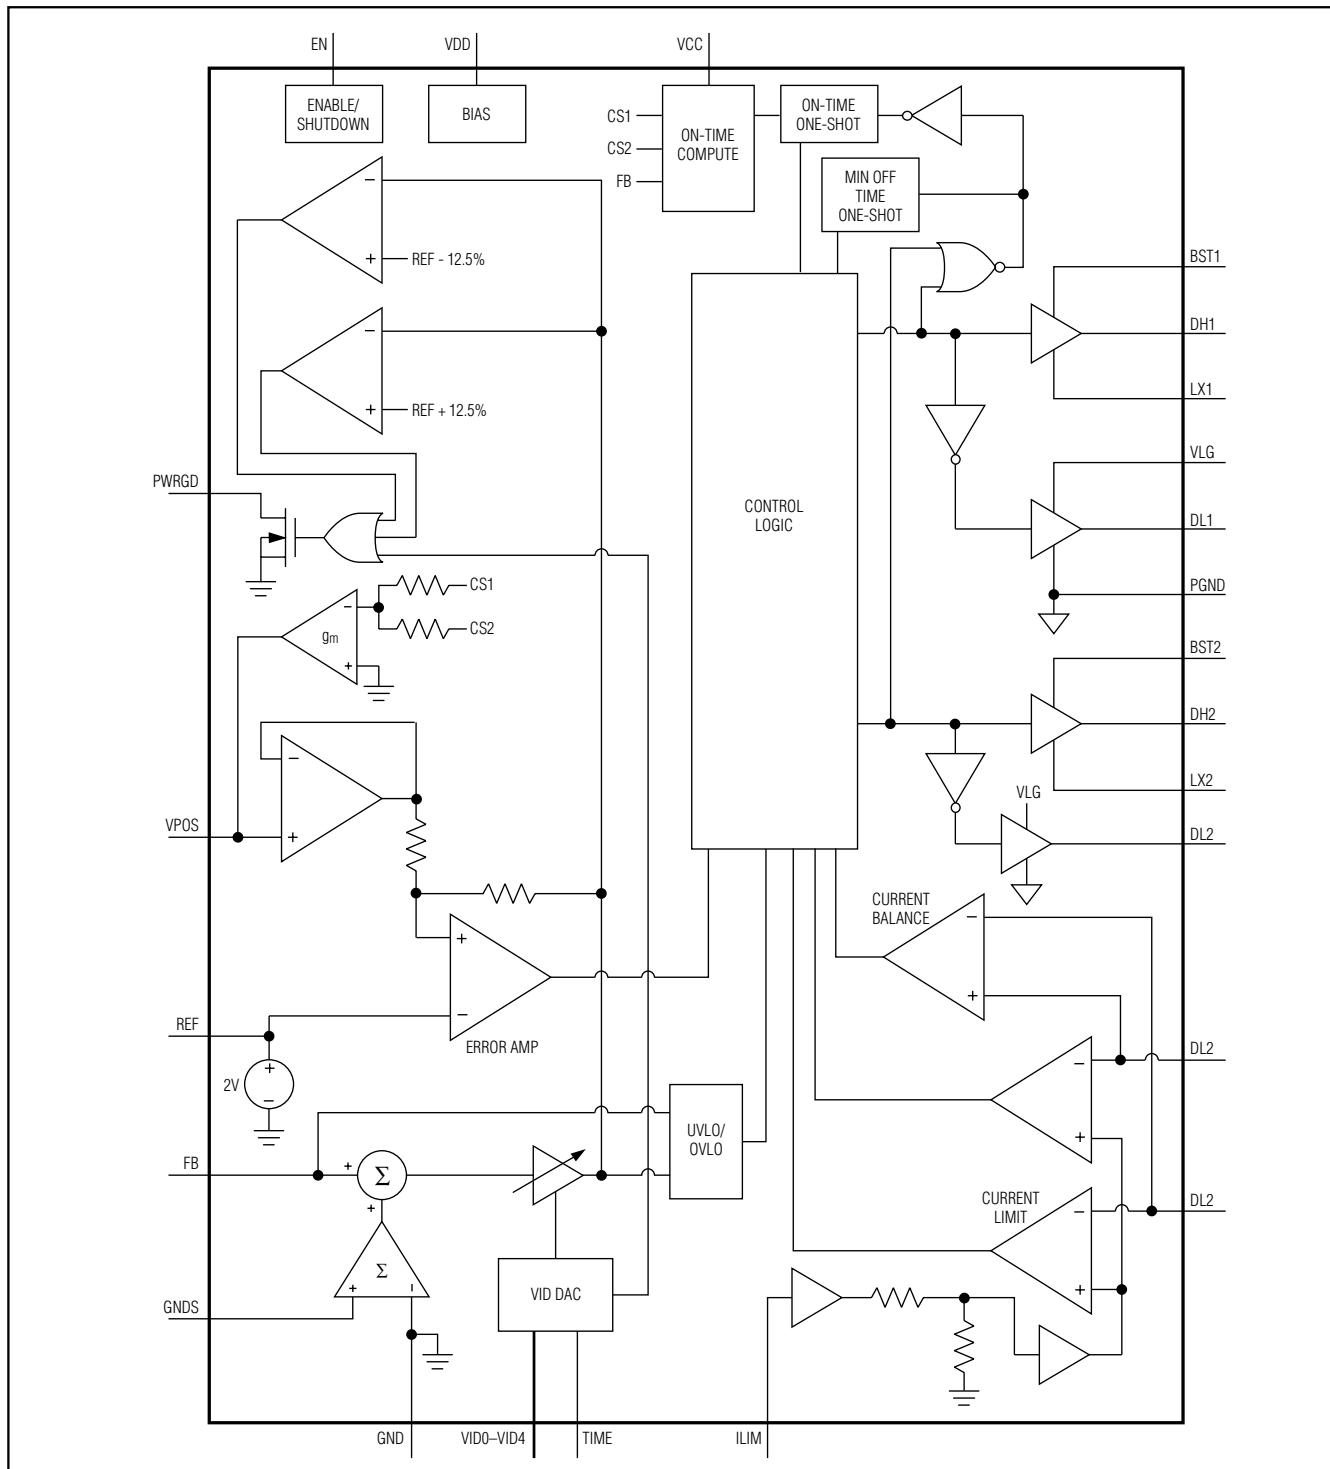 EN
VDD
VCC
ENABLE/
SHUTDOWN
BIAS
CS1
CS2
FB
ON-TIME
COMPUTE
ON-TIME
ONE-SHOT
MIN OFF
TIME
ONE-SHOT
−
+
REF - 12.5%
−
+
REF + 12.5%
BST1
DH1
LX1
VLG
DL1
PGND
BST2
DH2
LX2
VLG
DL2
PWRGD
CONTROL
LOGIC
CS1
CS2
−
gm
+
−
+
VPOS
+
−
ERROR AMP
REF
2V
+
−
CURRENT
BALANCE
−
+
DL2
−
+
UVLO/
OVLO
FB
+
Σ
+
Σ
+
−
GNDS
CURRENT
LIMIT
−
+
DL2
VID DAC
GND
VID0–VID4
TIME
ILIM